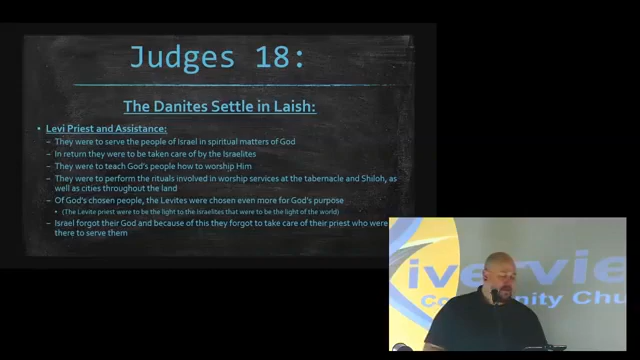 Judges 18:
The Danites Settle in Laish:
Levi Priest and Assistance:
– They were to serve the people of Israel in spiritual matters of God
– In return they were to be taken care of by the Israelites
– They were to teach God's people how to worship Him
– They were to perform the rituals involved in worship services at the tabernacle and Shiloh, as
well as cities throughout the land
– Of God's chosen people, the Levites were chosen even more for God's purpose
(The Levite priest were to be the light to the Israelites that were to be the light of the world)
– Israel forgot their God and because of this they forgot to take care of their priest who were
there to serve them
iverview
Community Chu